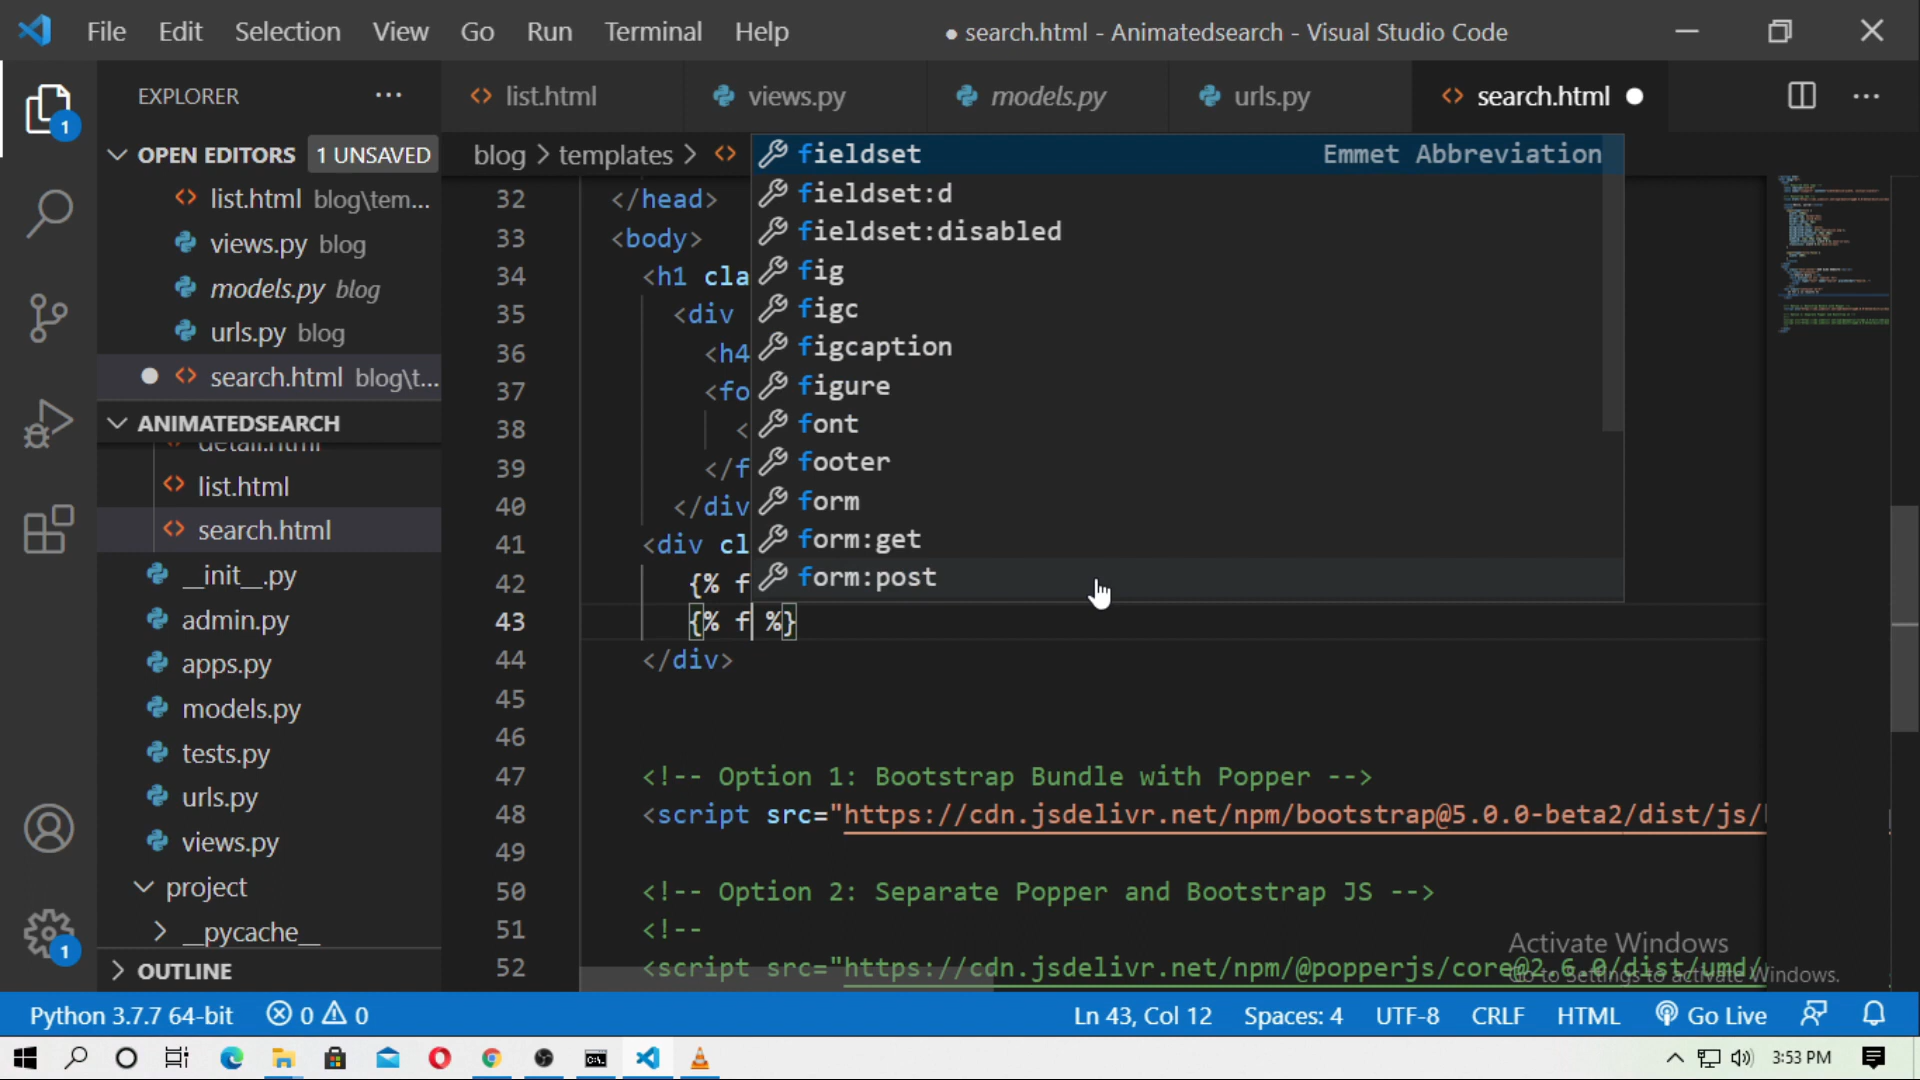 File Edit Selection View Go Run Terminal Help ● search.html - Animatedsearch - Visual Studio Code
EXPLORER ···
list.html views.py models.py urls.py search.html ●
1
OPEN EDITORS 1 UNSAVED
list.html blog\tem...
views.py blog
models.py blog
urls.py blog
search.html blog\t...
ANIMATEDSEARCH
detail.html
list.html
search.html
__init__.py
admin.py
apps.py
models.py
tests.py
urls.py
views.py
project
__pycache__
OUTLINE
1
blog > templates >
32 </head>
33 <body>
34 <h1 cla
35 <div
36 <h4
37 <fo
38 <
39 </f
40 </div
41 <div cl
42 {% f
43 {% f %}
44 </div>
45
46
47 <!-- Option 1: Bootstrap Bundle with Popper -->
48 <script src="https://cdn.jsdelivr.net/npm/bootstrap@5.0.0-beta2/dist/js/
49
50 <!-- Option 2: Separate Popper and Bootstrap JS -->
51 <!--
52 <script src="https://cdn.jsdelivr.net/npm/@popperjs/core@2.6.0/dist/umd/
fieldset Emmet Abbreviation
fieldset:d
fieldset:disabled
fig
figc
figcaption
figure
font
footer
form
form:get
form:post
Activate Windows
Go to Settings to activate Windows.
Python 3.7.7 64-bit 0 0 Ln 43, Col 12 Spaces: 4 UTF-8 CRLF HTML Go Live
3:53 PM